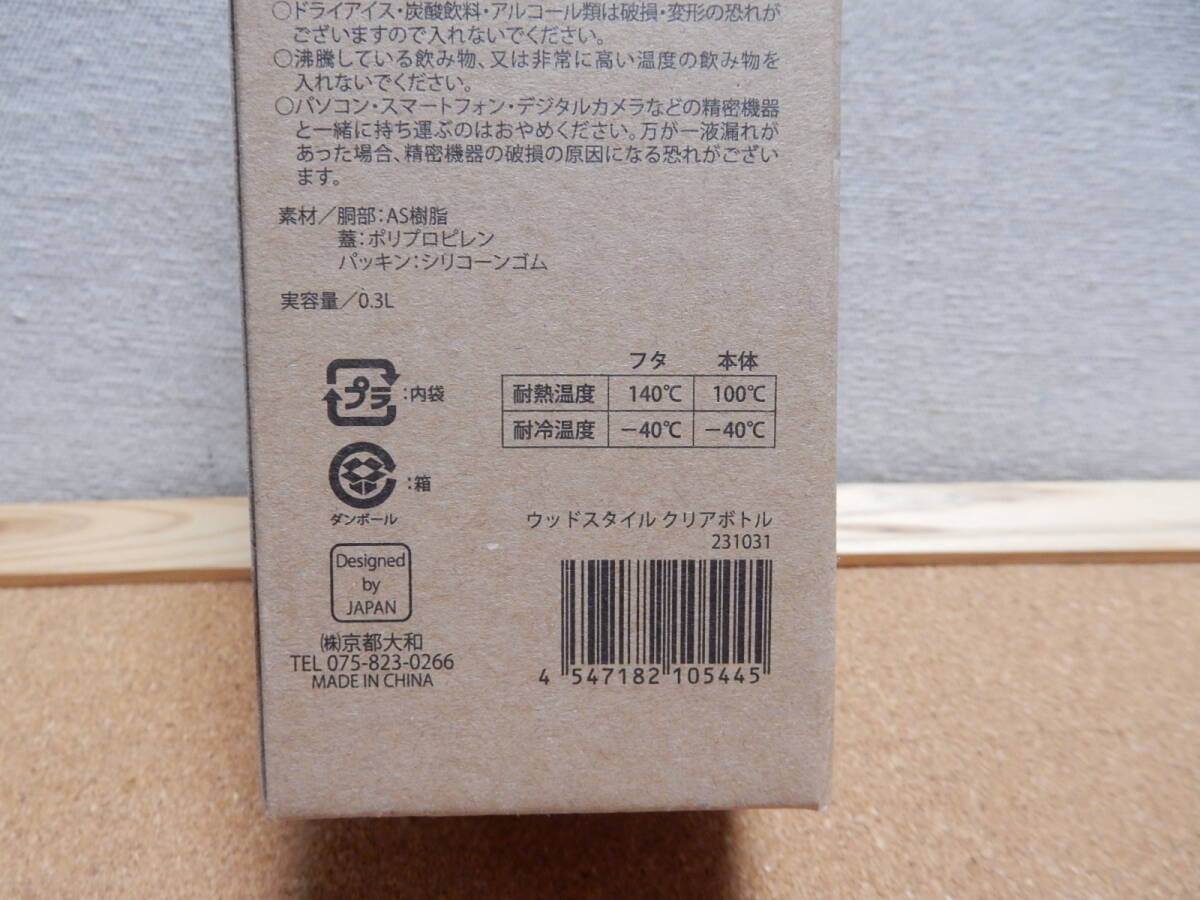 ○ドライアイス・炭酸飲料・アルコール類は破損・変形の恐れが
ございますので入れないでください。
○沸騰している飲み物、又は非常に高い温度の飲み物を
入れないでください。
○パソコン・スマートフォン・デジタルカメラなどの精密機器
と一緒に持ち運ぶのはおやめください。万が一液漏れが
あった場合、精密機器の破損の原因になる恐れがござい
ます。
素材／胴部：AS樹脂
蓋：ポリプロピレン
パッキン：シリコーンゴム
実容量／0.3L
プラ：内袋
フタ 本体
耐熱温度 140℃ 100℃
耐冷温度 －40℃ －40℃
：箱
ダンボール
Designed
by
JAPAN
㈱京都大和
TEL 075-823-0266
MADE IN CHINA
ウッドスタイル クリアボトル
231031
4 547182 105445